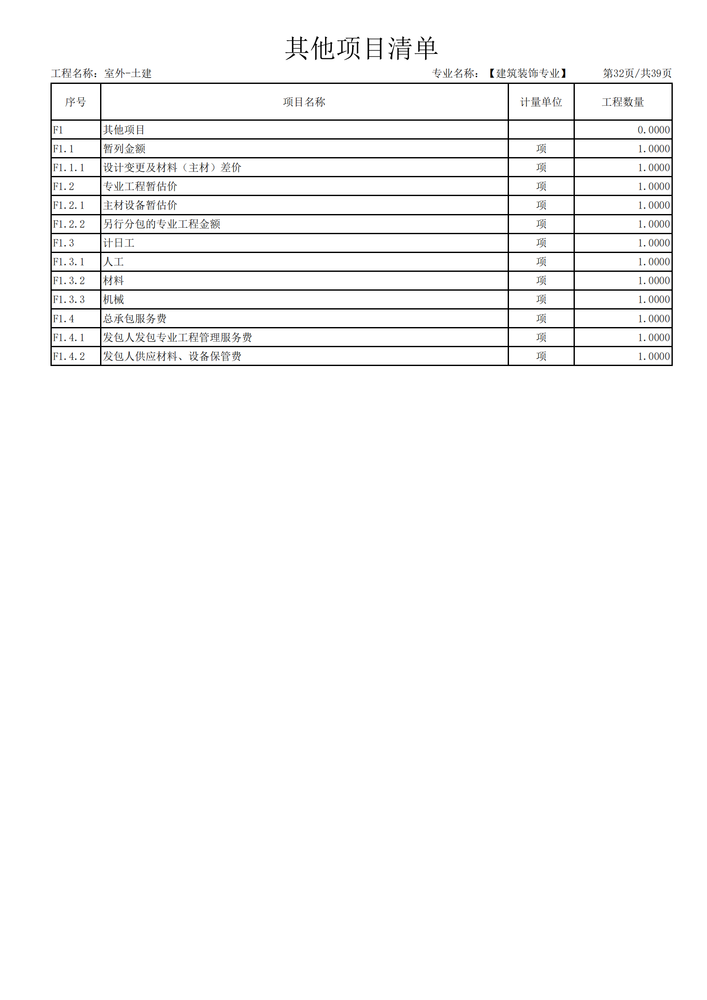 其他项目清单
工程名称：室外-土建 专业名称：【建筑装饰专业】 第32页/共39页
序号 项目名称 计量单位 工程数量
F1 其他项目 0.0000
F1.1 暂列金额 项 1.0000
F1.1.1 设计变更及材料（主材）差价 项 1.0000
F1.2 专业工程暂估价 项 1.0000
F1.2.1 主材设备暂估价 项 1.0000
F1.2.2 另行分包的专业工程金额 项 1.0000
F1.3 计日工 项 1.0000
F1.3.1 人工 项 1.0000
F1.3.2 材料 项 1.0000
F1.3.3 机械 项 1.0000
F1.4 总承包服务费 项 1.0000
F1.4.1 发包人发包专业工程管理服务费 项 1.0000
F1.4.2 发包人供应材料、设备保管费 项 1.0000